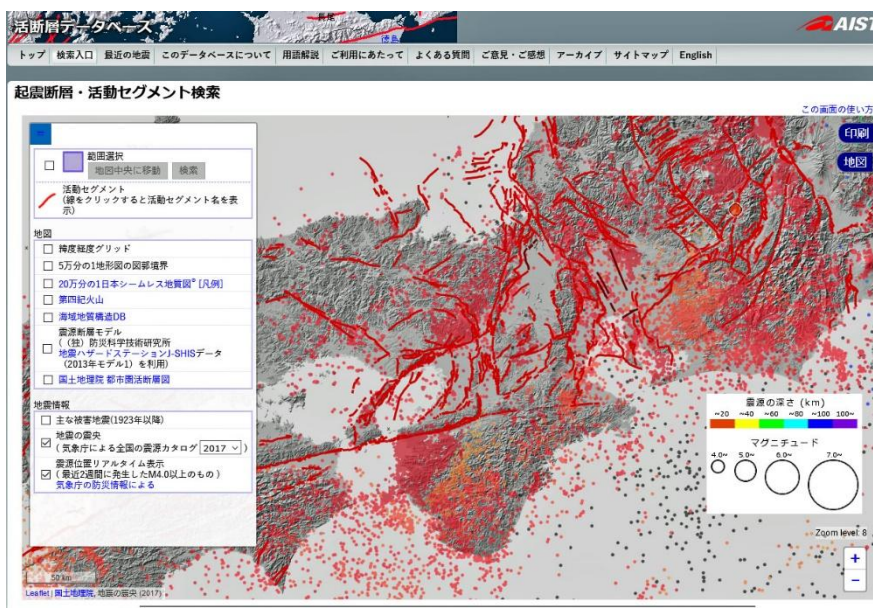 活断層データベース
AIST
トップ 検索入口 最近の地震 このデータベースについて 用語解説 ご利用にあたって よくある質問 ご意見・ご感想 アーカイブ サイトマップ English
起震断層・活動セグメント検索
この画面の使い方
印刷
地図
範囲選択
地図中央に移動 検索
活動セグメント
(線をクリックすると活動セグメント名を表
示)
地図
緯度経度グリッド
5万分の1地形図の図郭境界
20万分の1日本シームレス地質図® [凡例]
第四紀火山
海域地質構造DB
震源断層モデル
((独)防災科学技術研究所
地震ハザードステーションJ-SHISデータ
(2013年モデル1)を利用)
国土地理院 都市圏活断層図
地震情報
主な被害地震(1923年以降)
地震の震央
(気象庁による全国の震源カタログ 2017)
震源位置リアルタイム表示
(最近2週間に発生したM4.0以上のもの)
気象庁の防災情報による
震源の深さ (km)
~20 ~40 ~60 ~80 ~100 100~
マグニチュード
4.0~ 5.0~ 6.0~ 7.0~
Zoom level: 8
+
−
50 km
Leaflet | 国土地理院, 地震の震央 (2017)